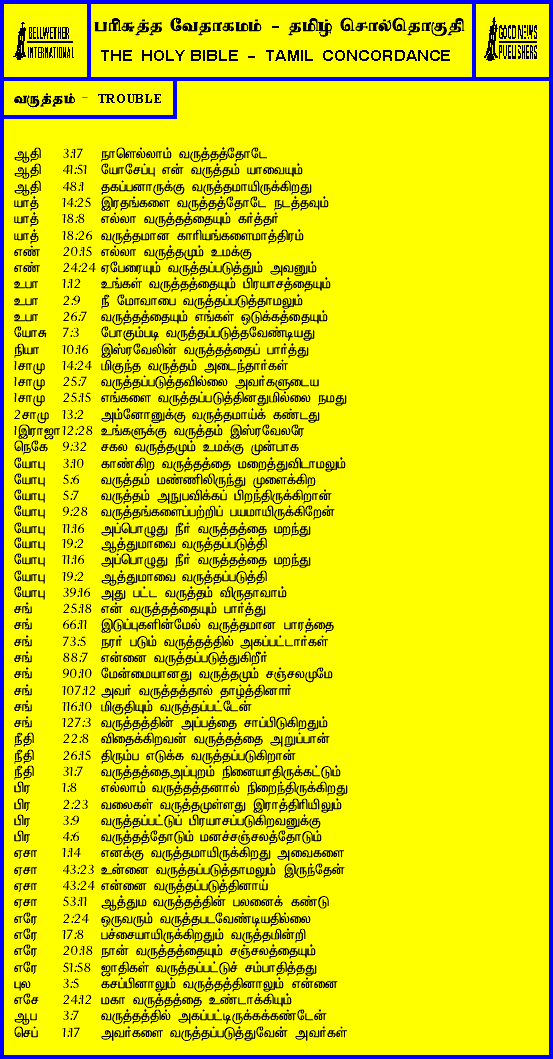 BELLWETHER
INTERNATIONAL
பரிசுத்த வேதாகமம் - தமிழ் சொல்தொகுதி
THE HOLY BIBLE - TAMIL CONCORDANCE
GOOD NEWS
PUBLISHERS
வருத்தம் - TROUBLE
ஆதி 3:17 நாளெல்லாம் வருத்தத்தோடே
ஆதி 41:51 யோசேப்பு என் வருத்தம் யாவையும்
ஆதி 48:1 தகப்பனாருக்கு வருத்தமாயிருக்கிறது
யாத் 14:25 இரதங்களை வருத்தத்தோடே நடத்தவும்
யாத் 18:8 எல்லா வருத்தத்தையும் கர்த்தர்
யாத் 18:26 வருத்தமான காரியங்களைமாத்திரம்
எண் 20:15 எல்லா வருத்தமும் உமக்கு
எண் 24:24 ஏபேரையும் வருத்தப்படுத்தும் அவனும்
உபா 1:12 உங்கள் வருத்தத்தையும் பிரயாசத்தையும்
உபா 2:9 நீ மோவாபை வருத்தப்படுத்தாமலும்
உபா 26:7 வருத்தத்தையும் எங்கள் ஒடுக்கத்தையும்
யோசு 7:3 போகும்படி வருத்தப்படுத்தவேண்டியது
நியா 10:16 இஸ்ரவேலின் வருத்தத்தைப் பார்த்து
1சாமு 14:24 மிகுந்த வருத்தம் அடைந்தார்கள்
1சாமு 25:7 வருத்தப்படுத்தவில்லை அவர்களுடைய
1சாமு 25:15 எங்களை வருத்தப்படுத்தினதுமில்லை நமது
2சாமு 13:2 அம்னோனுக்கு வருத்தமாய்க் கண்டது
1இராஜா 12:28 உங்களுக்கு வருத்தம் இஸ்ரவேலரே
நெகே 9:32 சகல வருத்தமும் உமக்கு முன்பாக
யோபு 3:10 காண்கிற வருத்தத்தை மறைத்துவிடாமலும்
யோபு 5:6 வருத்தம் மண்ணிலிருந்து முளைக்கிற
யோபு 5:7 வருத்தம் அநுபவிக்கப் பிறந்திருக்கிறான்
யோபு 9:28 வருத்தங்களைப்பற்றிப் பயமாயிருக்கிறேன்
யோபு 11:16 அப்பொழுது நீர் வருத்தத்தை மறந்து
யோபு 19:2 ஆத்துமாவை வருத்தப்படுத்தி
யோபு 11:16 அப்பொழுது நீர் வருத்தத்தை மறந்து
யோபு 19:2 ஆத்துமாவை வருத்தப்படுத்தி
யோபு 39:16 அது பட்ட வருத்தம் விருதாவாம்
சங் 25:18 என் வருத்தத்தையும் பார்த்து
சங் 66:11 இடுப்புகளின்மேல் வருத்தமான பாரத்தை
சங் 73:5 நரர் படும் வருத்தத்தில் அகப்பட்டார்கள்
சங் 88:7 என்னை வருத்தப்படுத்துகிறீர்
சங் 90:10 மேன்மையானது வருத்தமும் சஞ்சலமுமே
சங் 107:12 அவர் வருத்தத்தால் தாழ்த்தினார்
சங் 116:10 மிகுதியும் வருத்தப்பட்டேன்
சங் 127:3 வருத்தத்தின் அப்பத்தை சாப்பிடுகிறதும்
நீதி 22:8 விதைக்கிறவன் வருத்தத்தை அறுப்பான்
நீதி 26:15 திரும்ப எடுக்க வருத்தப்படுகிறான்
நீதி 31:7 வருத்தத்தைஅப்புறம் நினையாதிருக்கட்டும்
பிர 1:8 எல்லாம் வருத்தத்தனால் நிறைந்திருக்கிறது
பிர 2:23 வலைகள் வருத்தமுள்ளது இராத்திரியிலும்
பிர 3:9 வருத்தப்பட்டுப் பிரயாசப்படுகிறவனுக்கு
பிர 4:6 வருத்தத்தோடும் மனச்சஞ்சலத்தோடும்
ஏசா 1:14 எனக்கு வருத்தமாயிருக்கிறது அவைகளை
ஏசா 43:23 உன்னை வருத்தப்படுத்தாமலும் இருந்தேன்
ஏசா 43:24 என்னை வருத்தப்படுத்தினாய்
ஏசா 53:11 ஆத்தும வருத்தத்தின் பலனைக் கண்டு
எரே 2:24 ஒருவரும் வருத்தபடவேண்டியதில்லை
எரே 17:8 பச்சையாயிருக்கிறதும் வருத்தமின்றி
எரே 20:18 நான் வருத்தத்தையும் சஞ்சலத்தையும்
எரே 51:58 ஜாதிகள் வருத்தப்பட்டுச் சம்பாதித்தது
புல 3:5 கசப்பினாலும் வருத்தத்தினாலும் என்னை
எசே 24:12 மகா வருத்தத்தை உண்டாக்கியும்
ஆப 3:7 வருத்தத்தில் அகப்பட்டிருக்கக்கண்டேன்
செப் 1:17 அவர்களை வருத்தப்படுத்துவேன் அவர்கள்